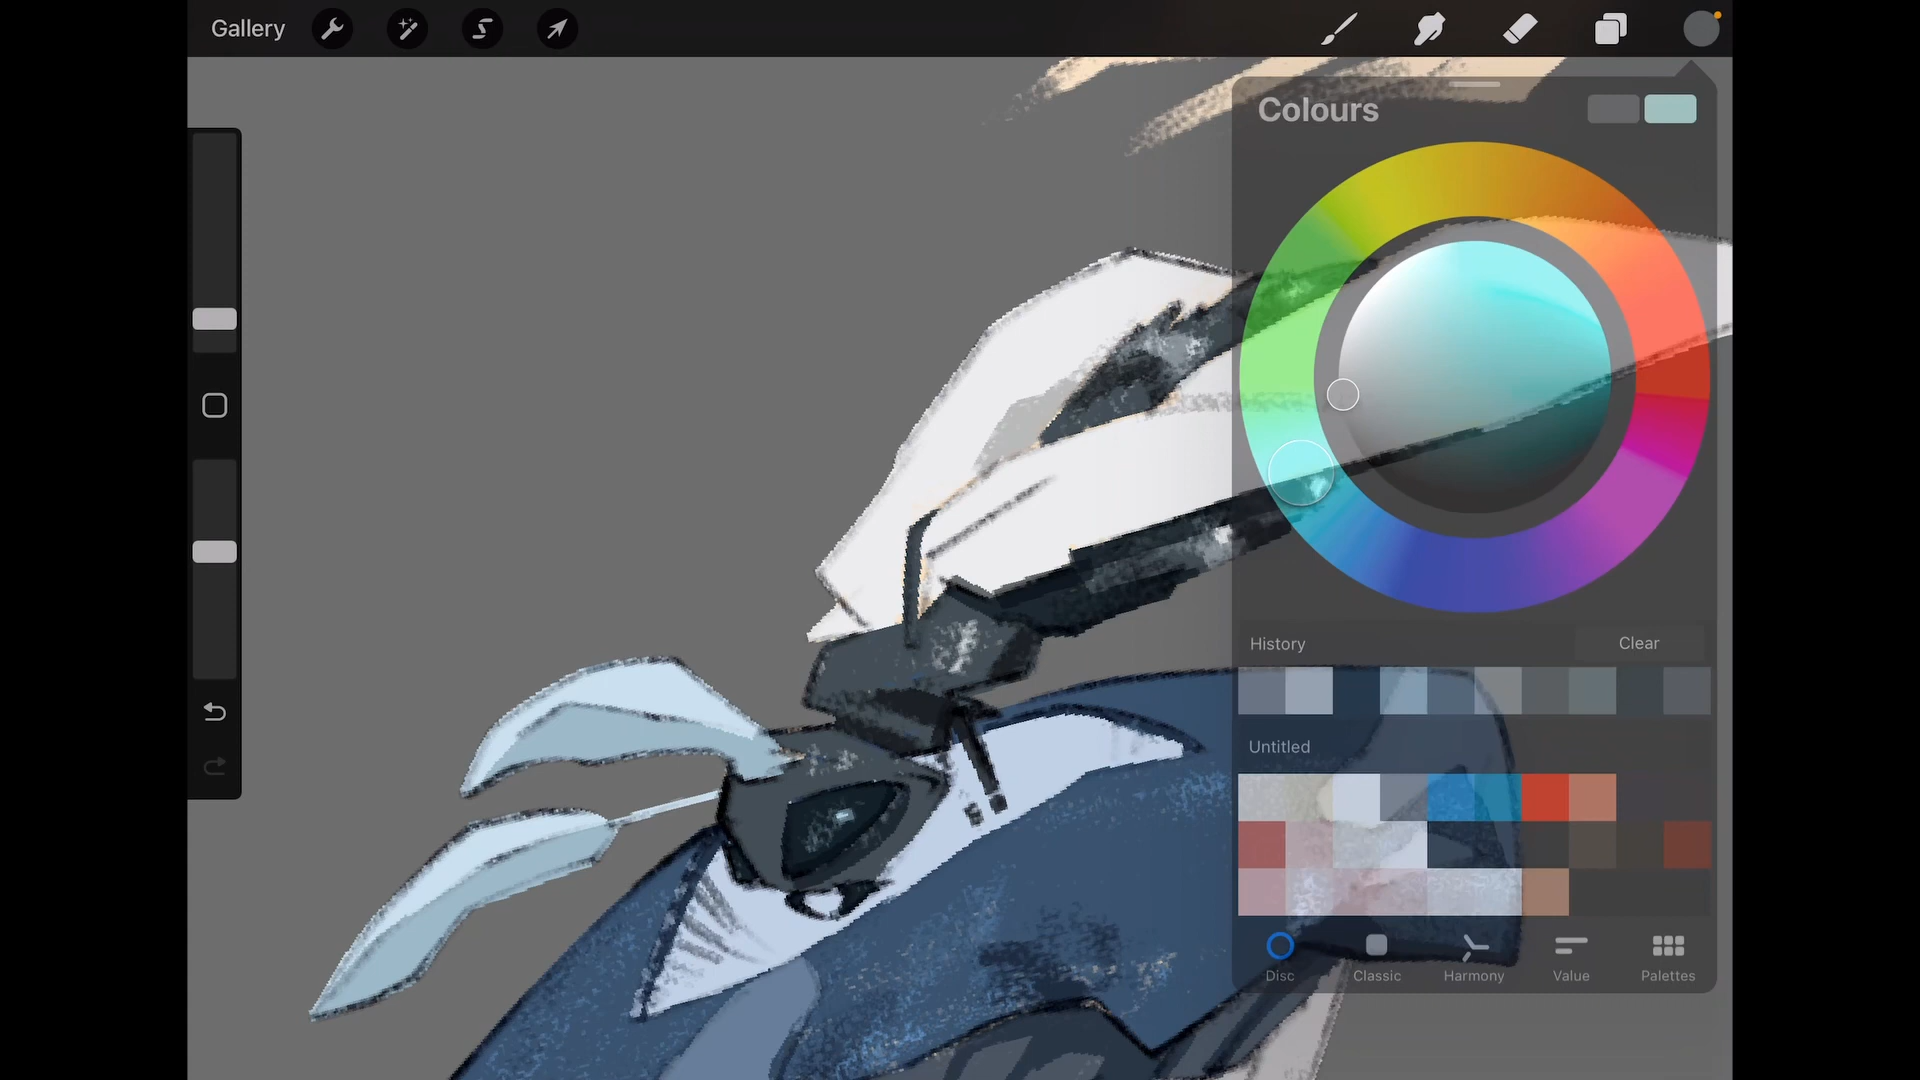 Gallery
Colours
History
Clear
Untitled
Disc
Classic
Harmony
Value
Palettes